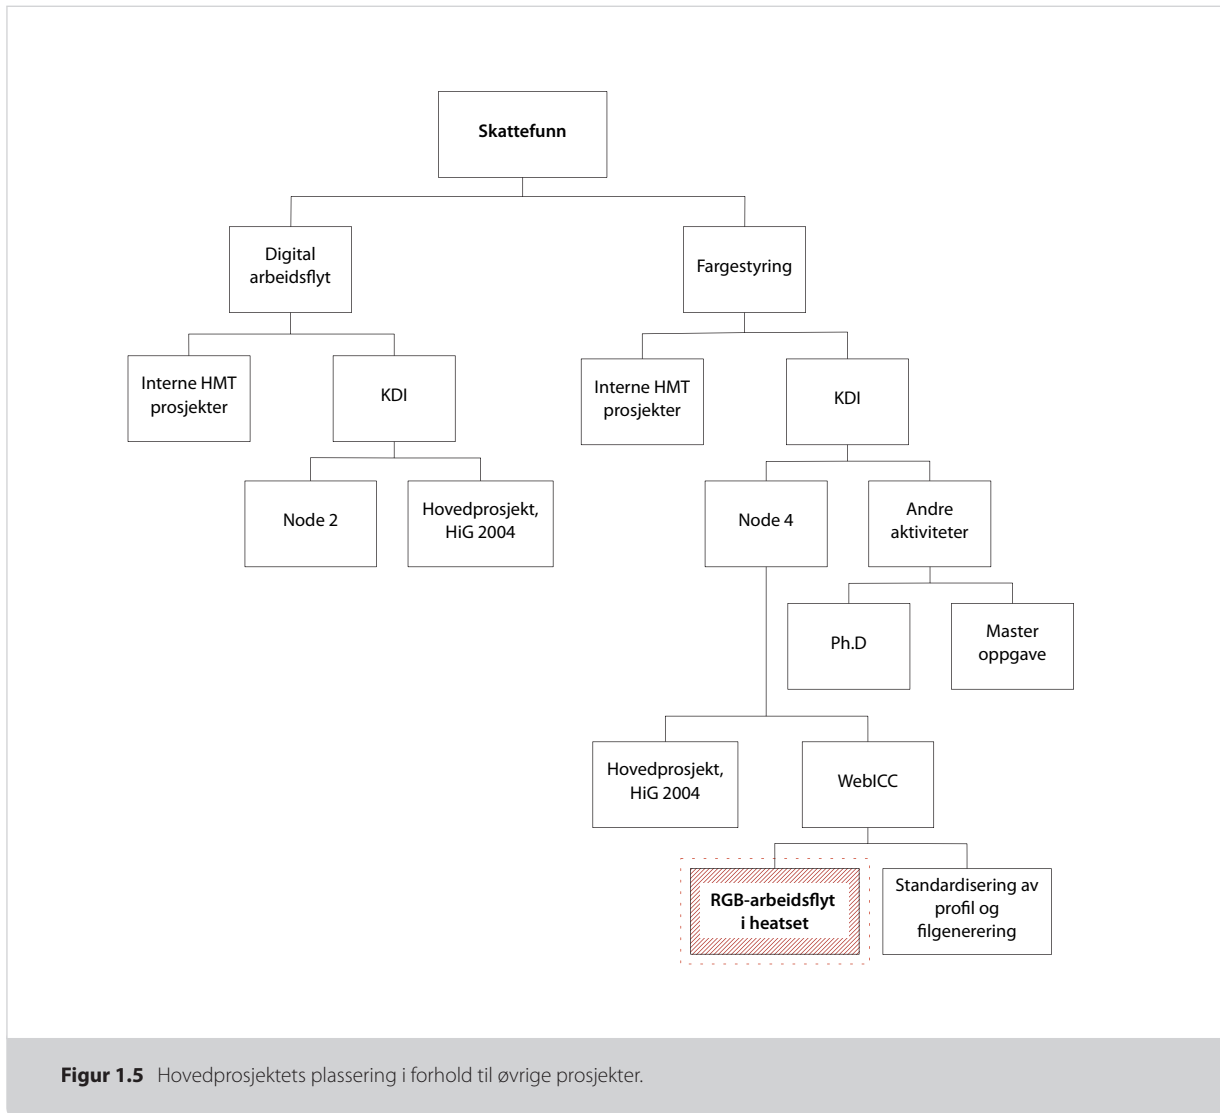 Skattefunn
Digital
arbeidsflyt
Fargestyring
Interne HMT
prosjekter
KDI
Interne HMT
prosjekter
KDI
Node 2
Hovedprosjekt,
HiG 2004
Node 4
Andre
aktiviteter
Ph.D
Master
oppgave
Hovedprosjekt,
HiG 2004
WebICC
RGB-arbeidsflyt
i heatset
Standardisering av
profil og
filgenerering
Figur 1.5 Hovedprosjektets plassering i forhold til øvrige prosjekter.